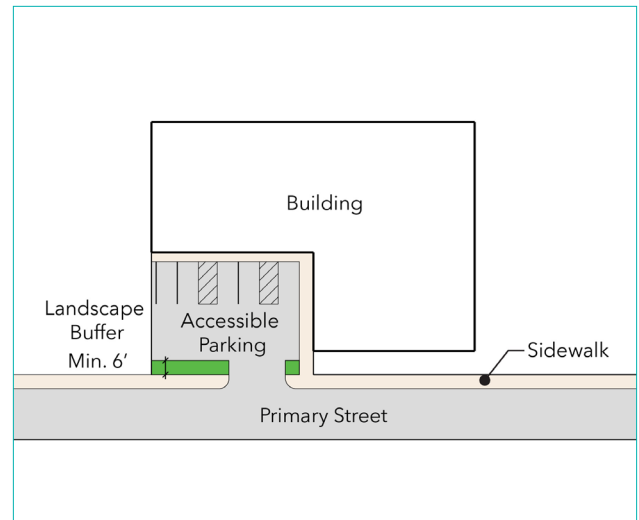 Building
Landscape
Buffer
Min. 6’
Accessible
Parking
Sidewalk
Primary Street